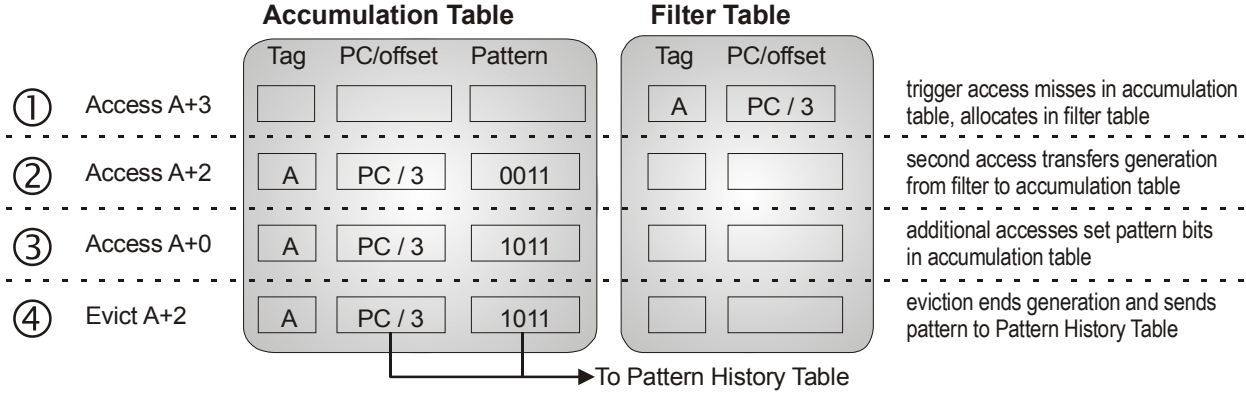 Accumulation Table
Filter Table
Tag PC/offset Pattern
Tag PC/offset
① Access A+3
A PC / 3
trigger access misses in accumulation
table, allocates in filter table
② Access A+2
A PC / 3 0011
second access transfers generation
from filter to accumulation table
③ Access A+0
A PC / 3 1011
additional accesses set pattern bits
in accumulation table
④ Evict A+2
A PC / 3 1011
eviction ends generation and sends
pattern to Pattern History Table
To Pattern History Table